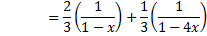 = 2/3 (1/(1−x)) + 1/3 (1/(1−4x))